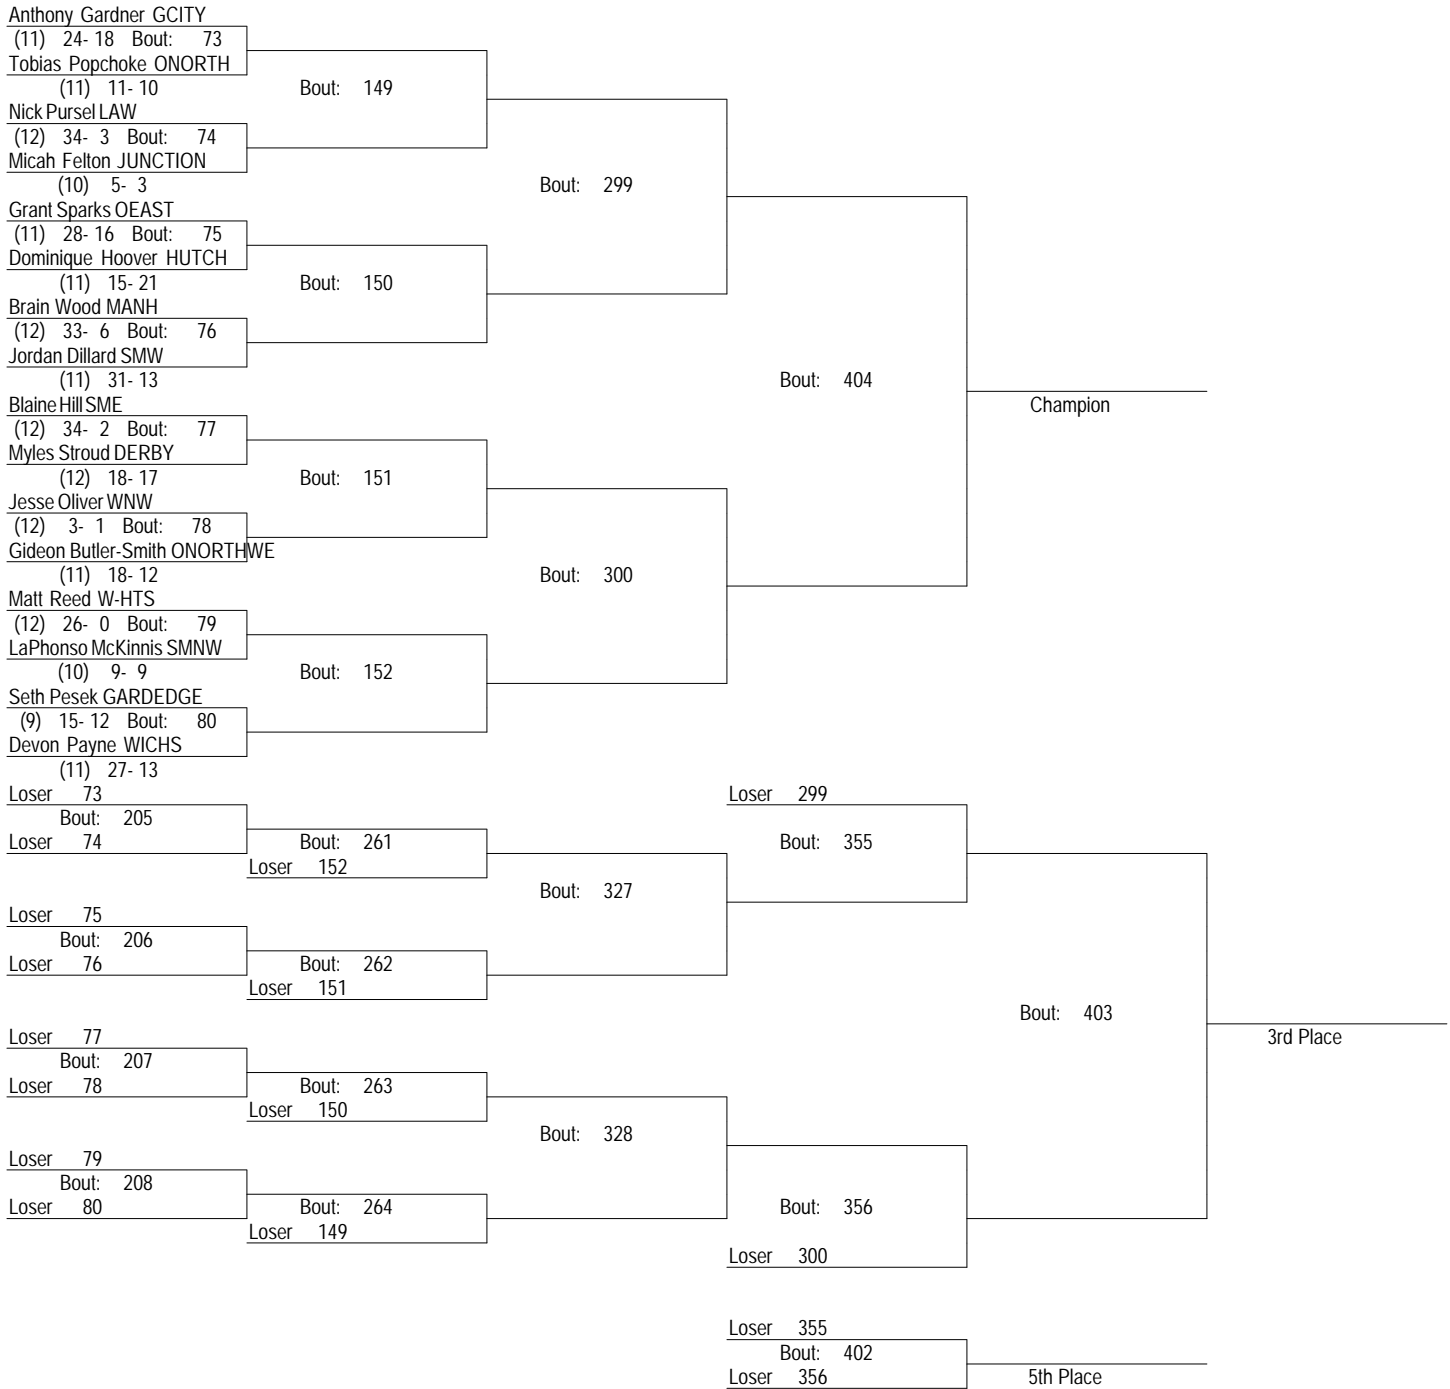 Anthony Gardner GCITY
(11) 24- 18 Bout: 73
Tobias Popchoke ONORTH
(11) 11- 10 Bout: 149
Nick Pursel LAW
(12) 34- 3 Bout: 74
Micah Felton JUNCTION
(10) 5- 3 Bout: 299
Grant Sparks OEAST
(11) 28- 16 Bout: 75
Dominique Hoover HUTCH
(11) 15- 21 Bout: 150
Brain Wood MANH
(12) 33- 6 Bout: 76
Jordan Dillard SMW
(11) 31- 13 Bout: 404
Blaine Hill SME Champion
(12) 34- 2 Bout: 77
Myles Stroud DERBY
(12) 18- 17 Bout: 151
Jesse Oliver WNW
(12) 3- 1 Bout: 78
Gideon Butler-Smith ONORTHWE
(11) 18- 12 Bout: 300
Matt Reed W-HTS
(12) 26- 0 Bout: 79
LaPhonso McKinnis SMNW
(10) 9- 9 Bout: 152
Seth Pesek GARDEDGE
(9) 15- 12 Bout: 80
Devon Payne WICHS
(11) 27- 13
Loser 73 Loser 299
Bout: 205
Loser 74 Bout: 261 Bout: 355
Loser 152
Bout: 327
Loser 75
Bout: 206
Loser 76 Bout: 262
Loser 151
Bout: 403
Loser 77 3rd Place
Bout: 207
Loser 78 Bout: 263
Loser 150
Bout: 328
Loser 79
Bout: 208
Loser 80 Bout: 264 Bout: 356
Loser 149
Loser 300
Loser 355
Bout: 402
Loser 356 5th Place